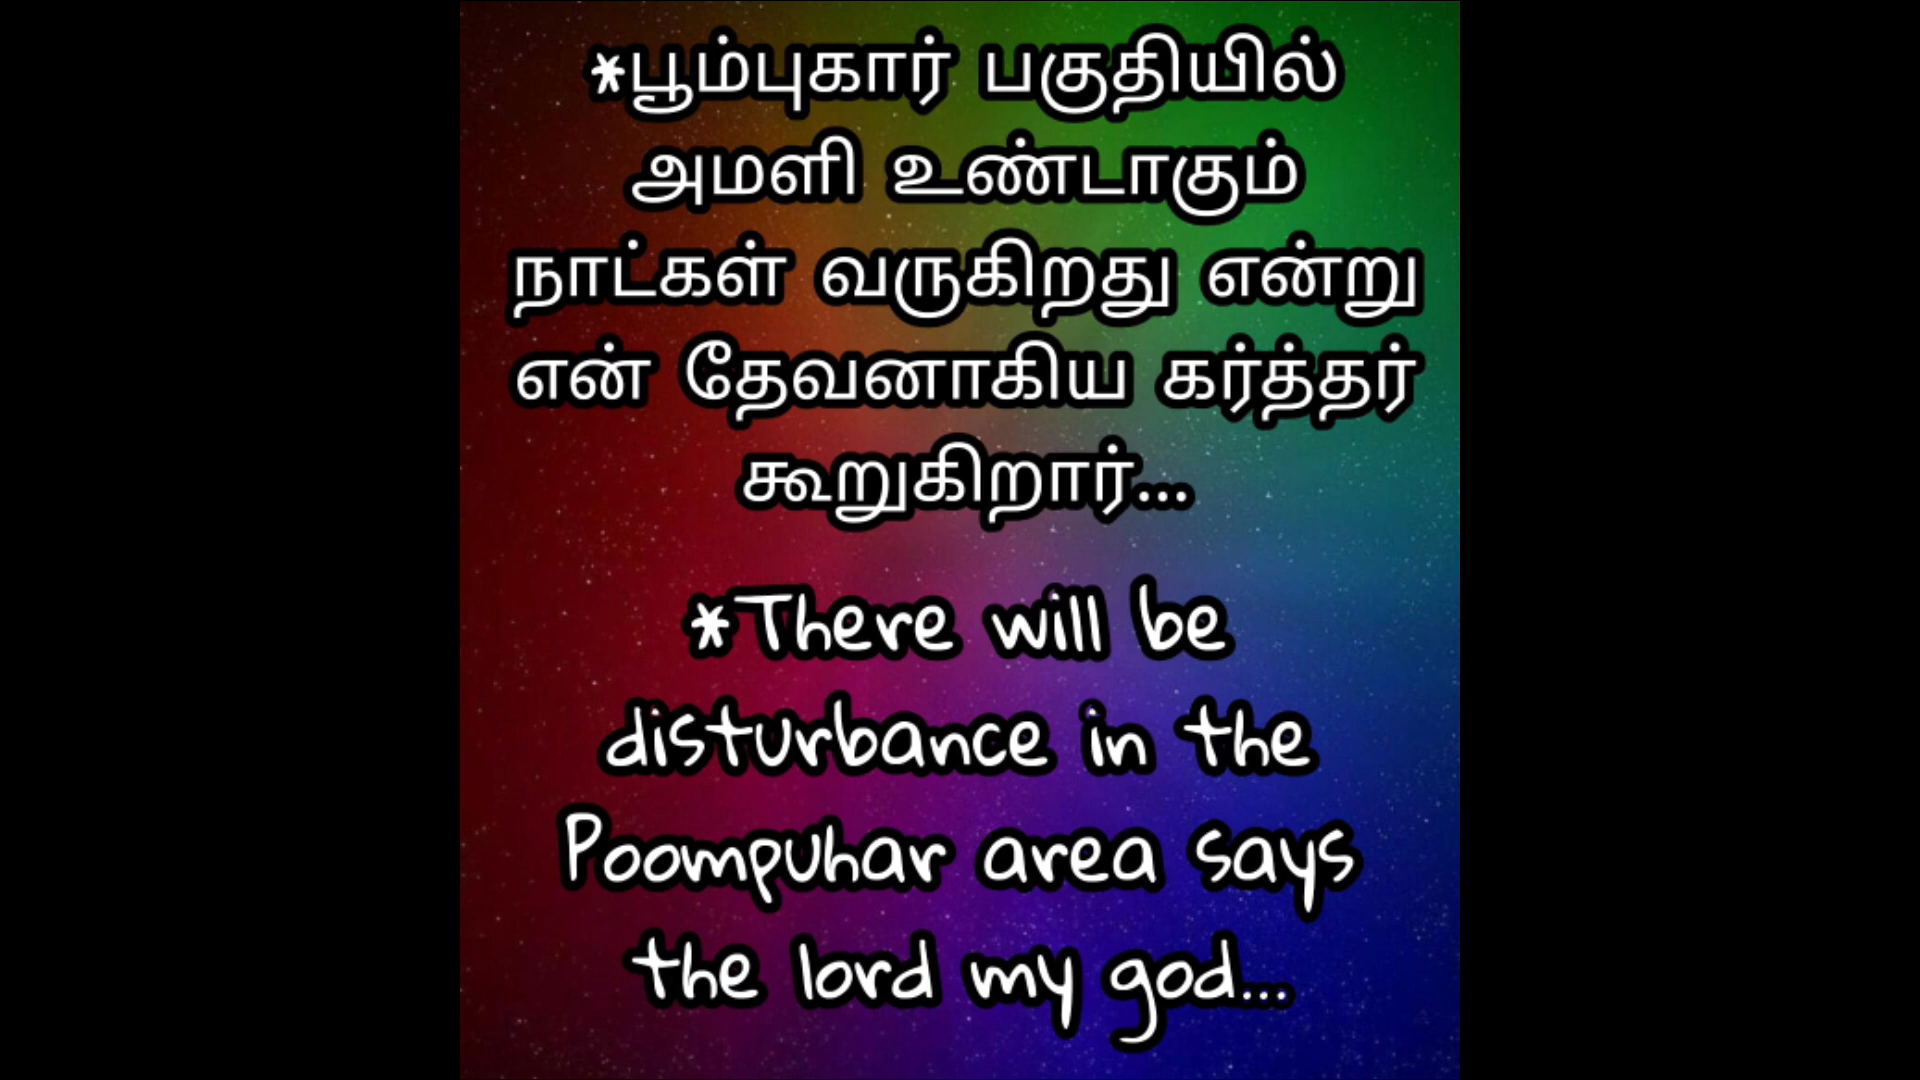 *பூம்புகார் பகுதியில்
அமளி உண்டாகும்
நாட்கள் வருகிறது என்று
என் தேவனாகிய கர்த்தர்
கூறுகிறார்...
*There will be
disturbance in the
Poompuhar area says
the lord my god...